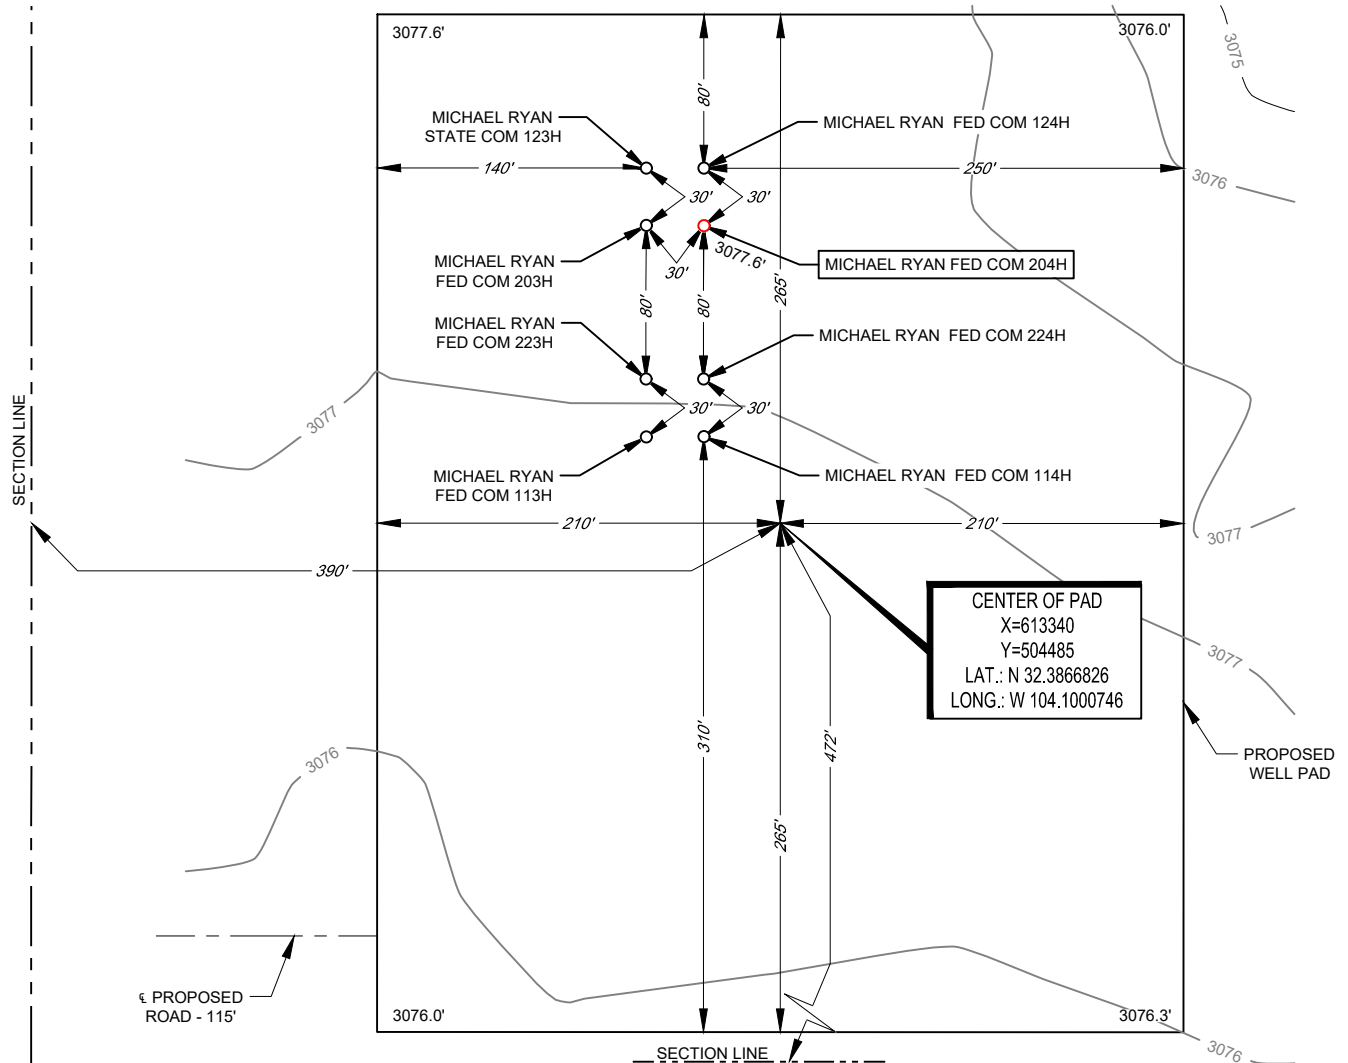 3077.6'
3076.0'
3075
80'
MICHAEL RYAN
STATE COM 123H
MICHAEL RYAN FED COM 124H
140'
250'
3076
30'
30'
3077.6'
MICHAEL RYAN FED COM 204H
MICHAEL RYAN
FED COM 203H
30'
265'
80'
80'
MICHAEL RYAN
FED COM 223H
MICHAEL RYAN FED COM 224H
3077
30'
30'
SECTION LINE
MICHAEL RYAN
FED COM 113H
MICHAEL RYAN FED COM 114H
210'
210'
3077
390'
CENTER OF PAD
X=613340
Y=504485
LAT.: N 32.3866826
LONG.: W 104.1000746
3077
310'
472'
3076
PROPOSED
WELL PAD
265'
℄ PROPOSED
ROAD - 115'
3076.0'
3076.3'
SECTION LINE
3076